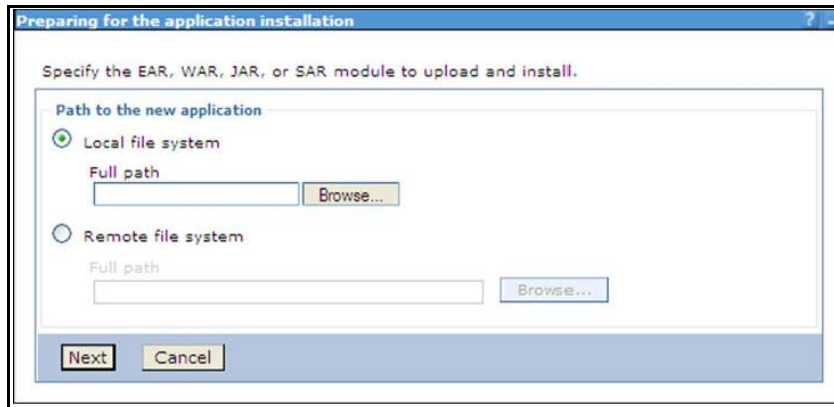 Preparing for the application installation ? –
Specify the EAR, WAR, JAR, or SAR module to upload and install.
Path to the new application
Local file system
Full path
Browse...
Remote file system
Full path
Browse...
Next Cancel